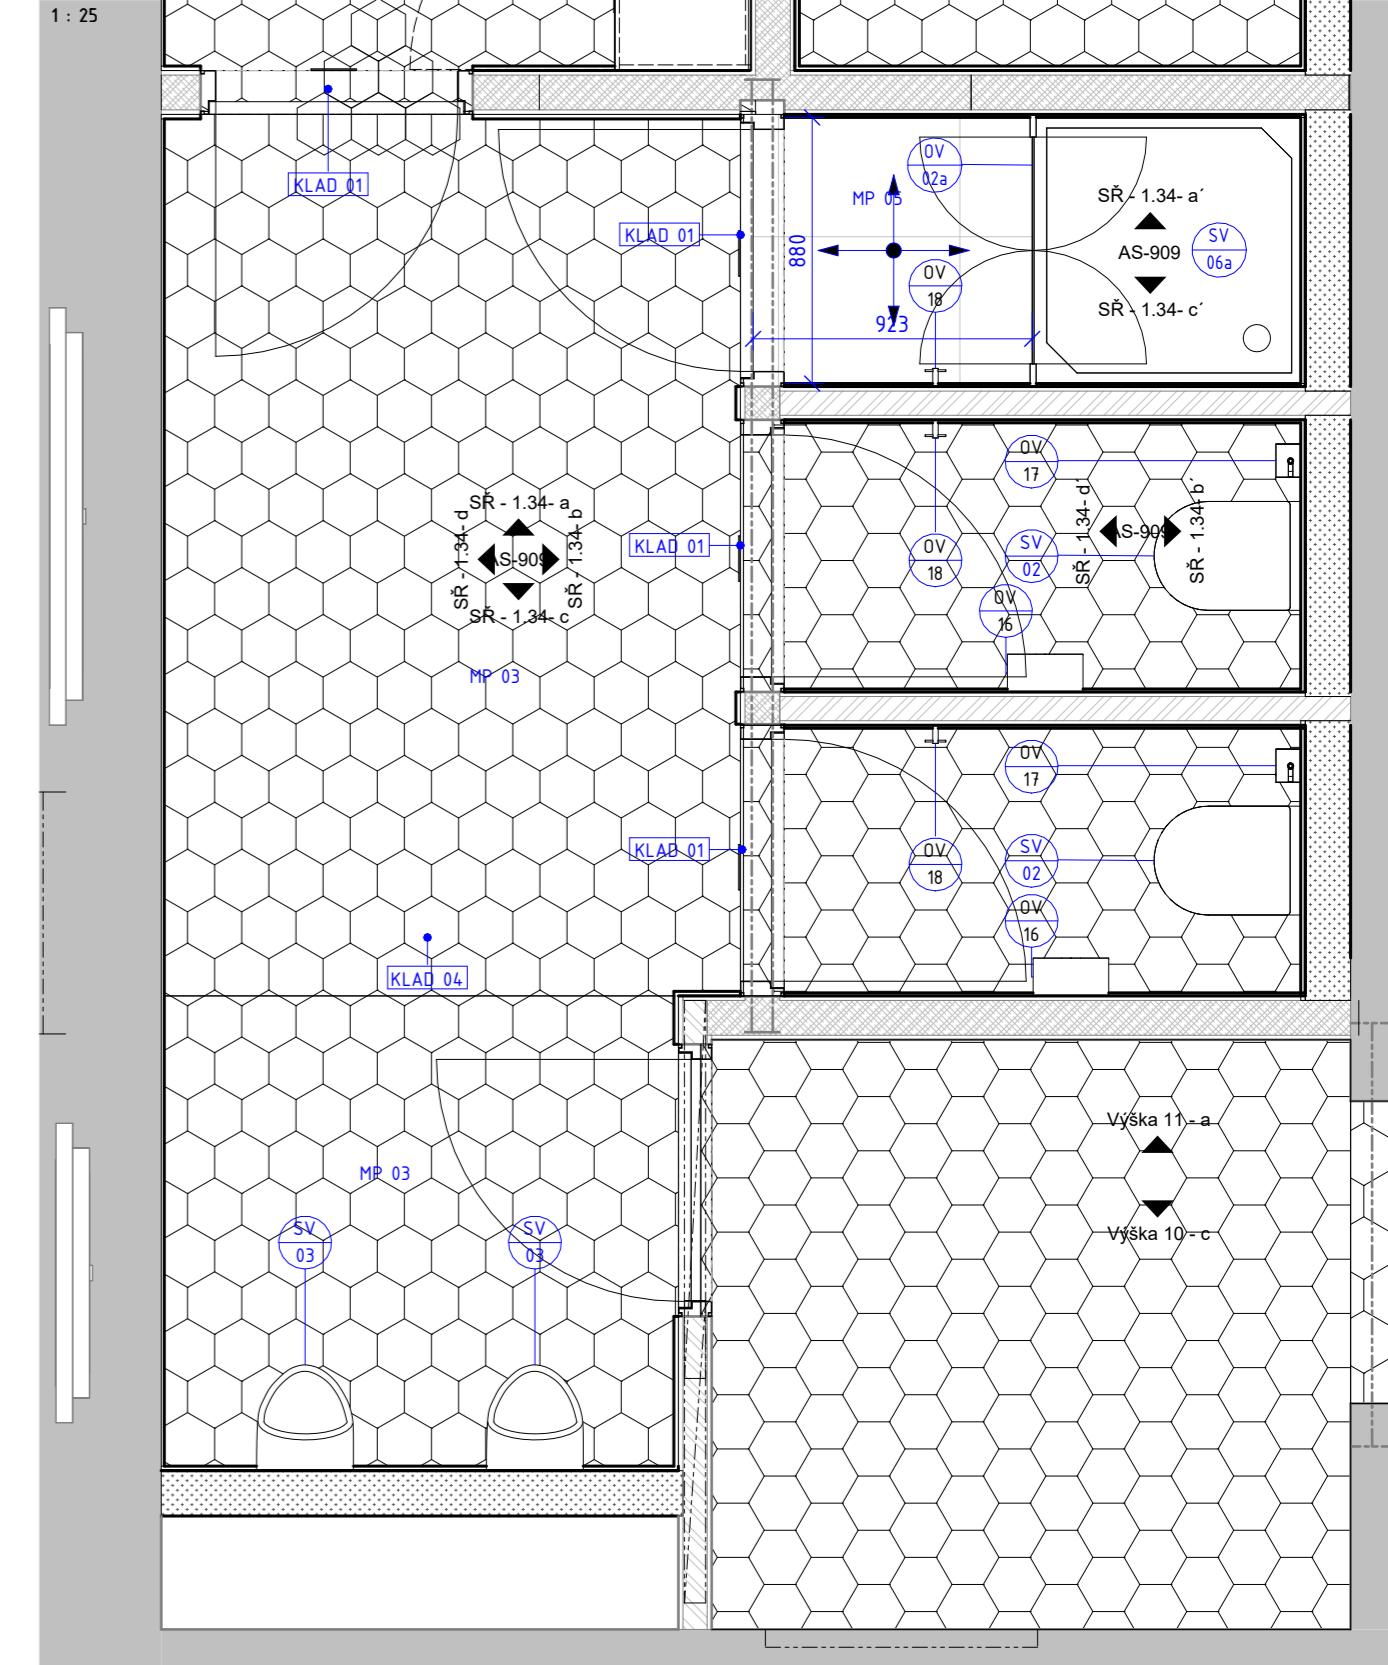 1 : 25
KLAD 01
KLAD 01
OV
02a
MP 05
880
OV
18
923
SŘ - 1.34- a´
AS-909
SŘ - 1.34- c´
SV
06a
SŘ - 1.34- a
SŘ - 1.34- d
AS-909
SŘ - 1.34- b
SŘ - 1.34- c
KLAD 01
OV
17
OV
18
SV
02
OV
16
SŘ - 1.34- d´
AS-909
SŘ - 1.34- b´
MP 03
KLAD 01
OV
17
OV
18
SV
02
OV
16
KLAD 04
MP 03
SV
03
SV
03
Výška 11 - a
Výška 10 - c